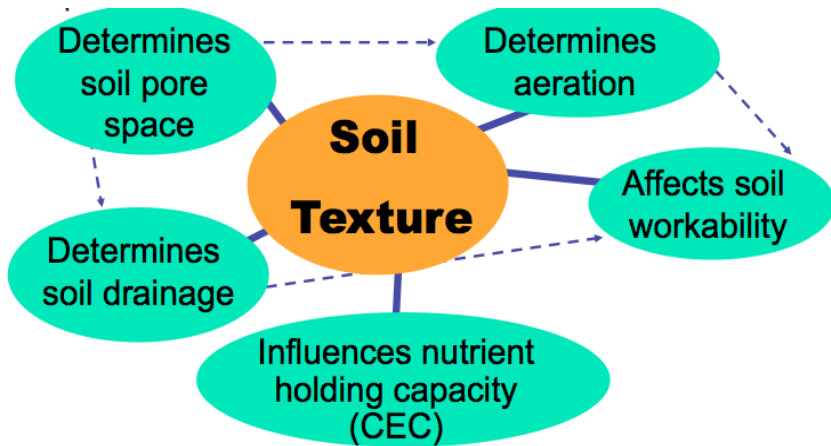 Determines
soil pore
space
Determines
aeration
Soil
Texture
Affects soil
workability
Determines
soil drainage
Influences nutrient
holding capacity
(CEC)